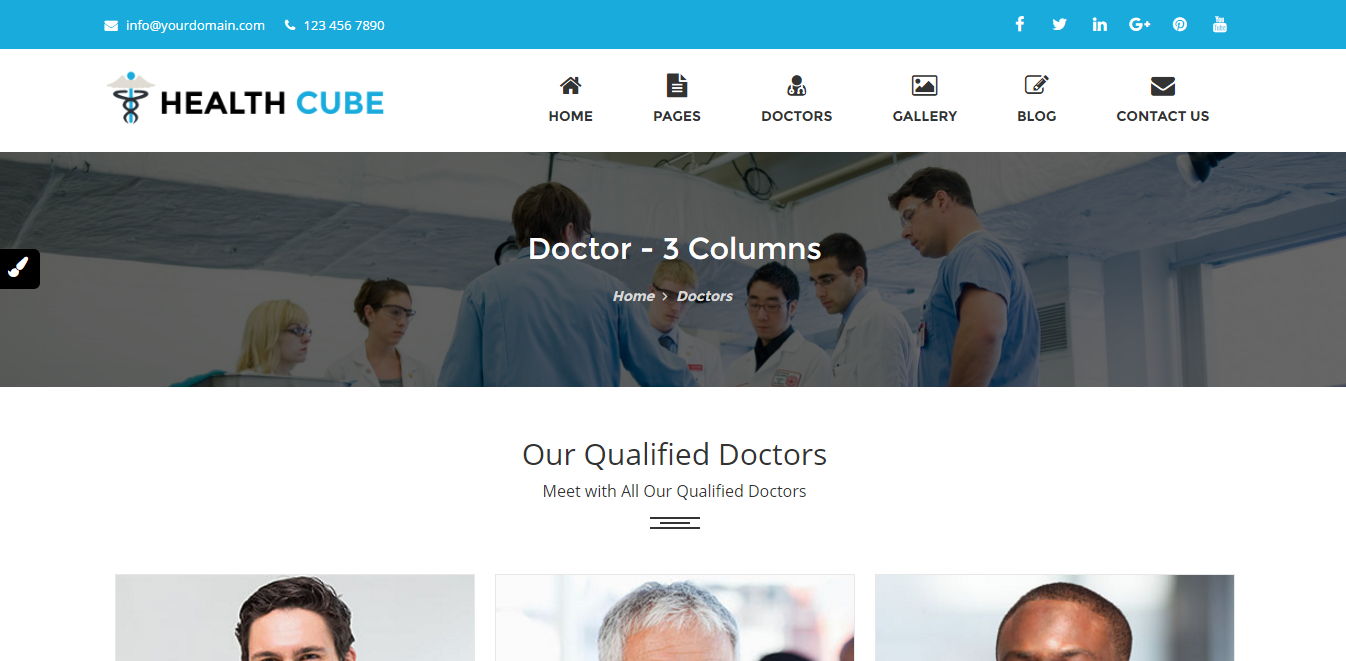 info@yourdomain.com 123 456 7890
HEALTH CUBE
HOME PAGES DOCTORS GALLERY BLOG CONTACT US
Doctor - 3 Columns
Home > Doctors
Our Qualified Doctors
Meet with All Our Qualified Doctors